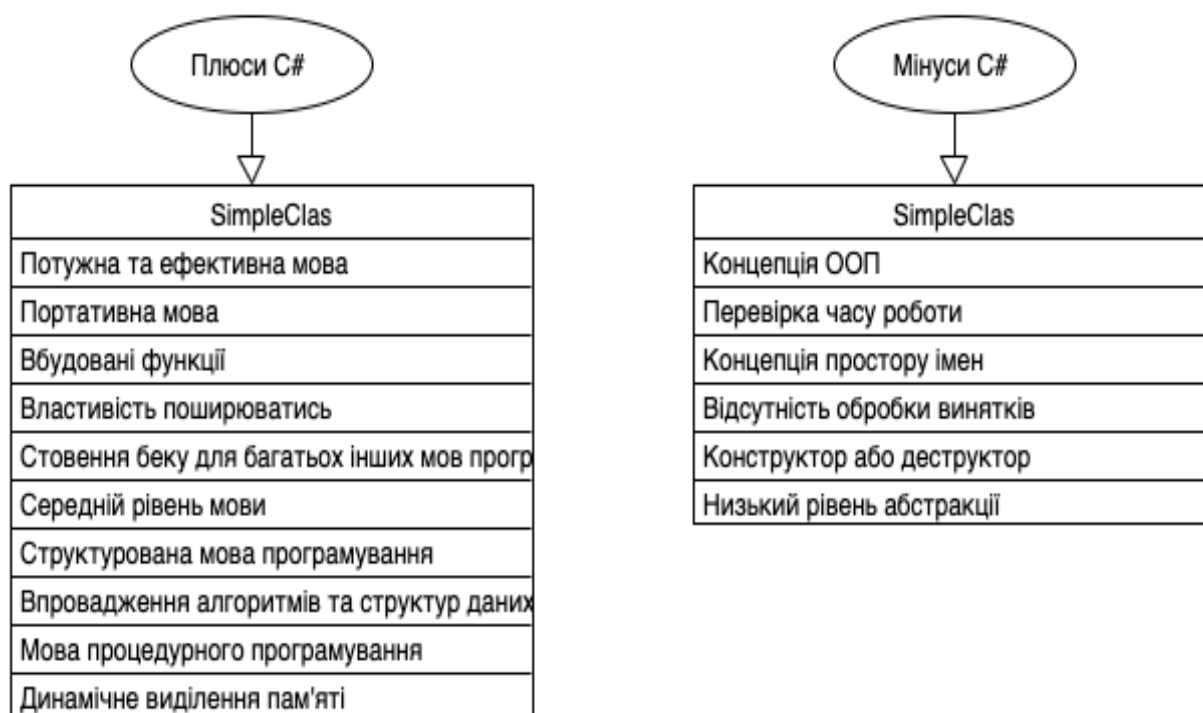 Плюси C#
SimpleClas
Потужна та ефективна мова
Портативна мова
Вбудовані функції
Властивість поширюватись
Стовення беку для багатьох інших мов прогр
Середній рівень мови
Структурована мова програмування
Впровадження алгоритмів та структур даних
Мова процедурного програмування
Динамічне виділення пам'яті
Мінуси C#
SimpleClas
Концепція ООП
Перевірка часу роботи
Концепція простору імен
Відсутність обробки винятків
Конструктор або деструктор
Низький рівень абстракції